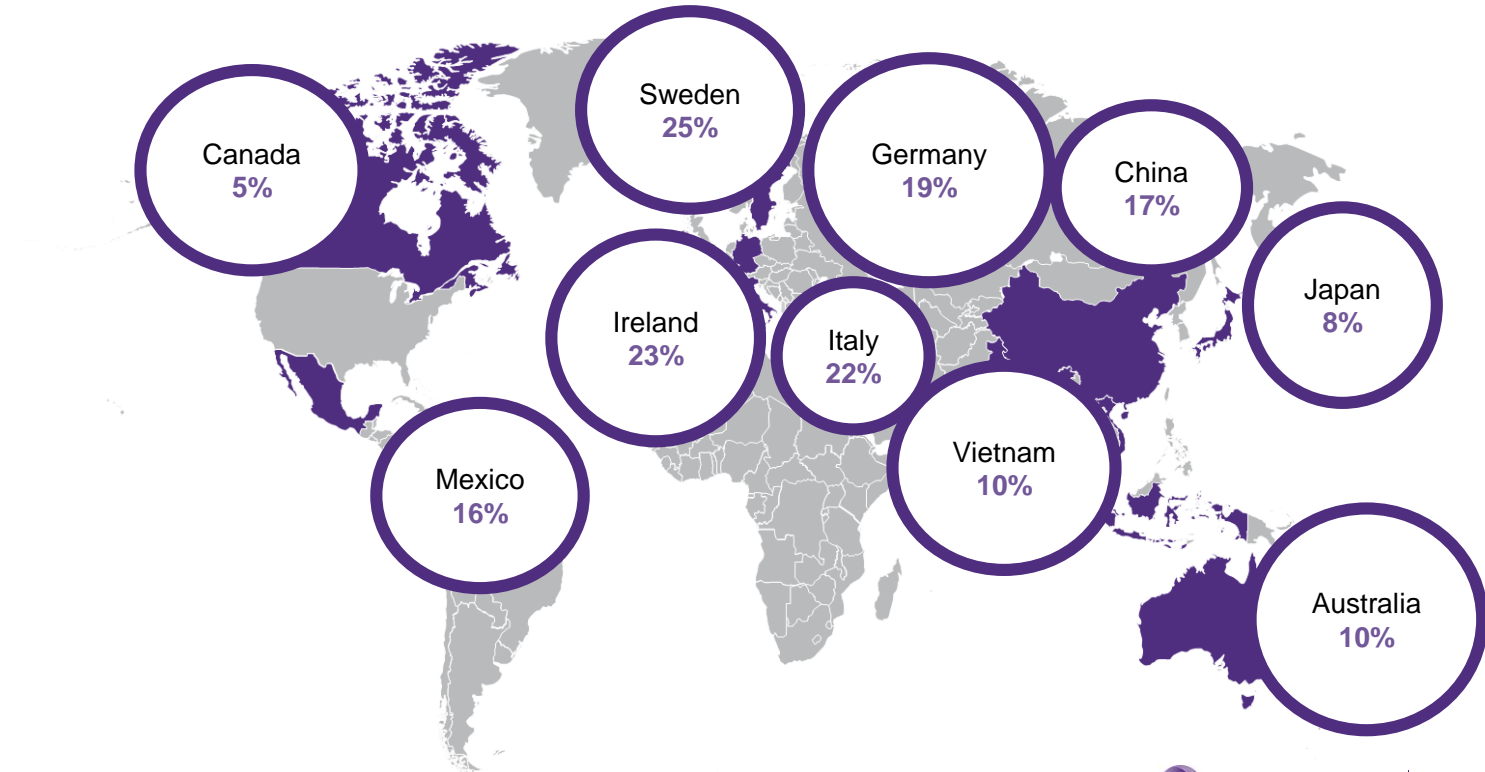 Sweden
25%
Canada
5%
Germany
19%
China
17%
Japan
8%
Ireland
23%
Italy
22%
Vietnam
10%
Mexico
16%
Australia
10%